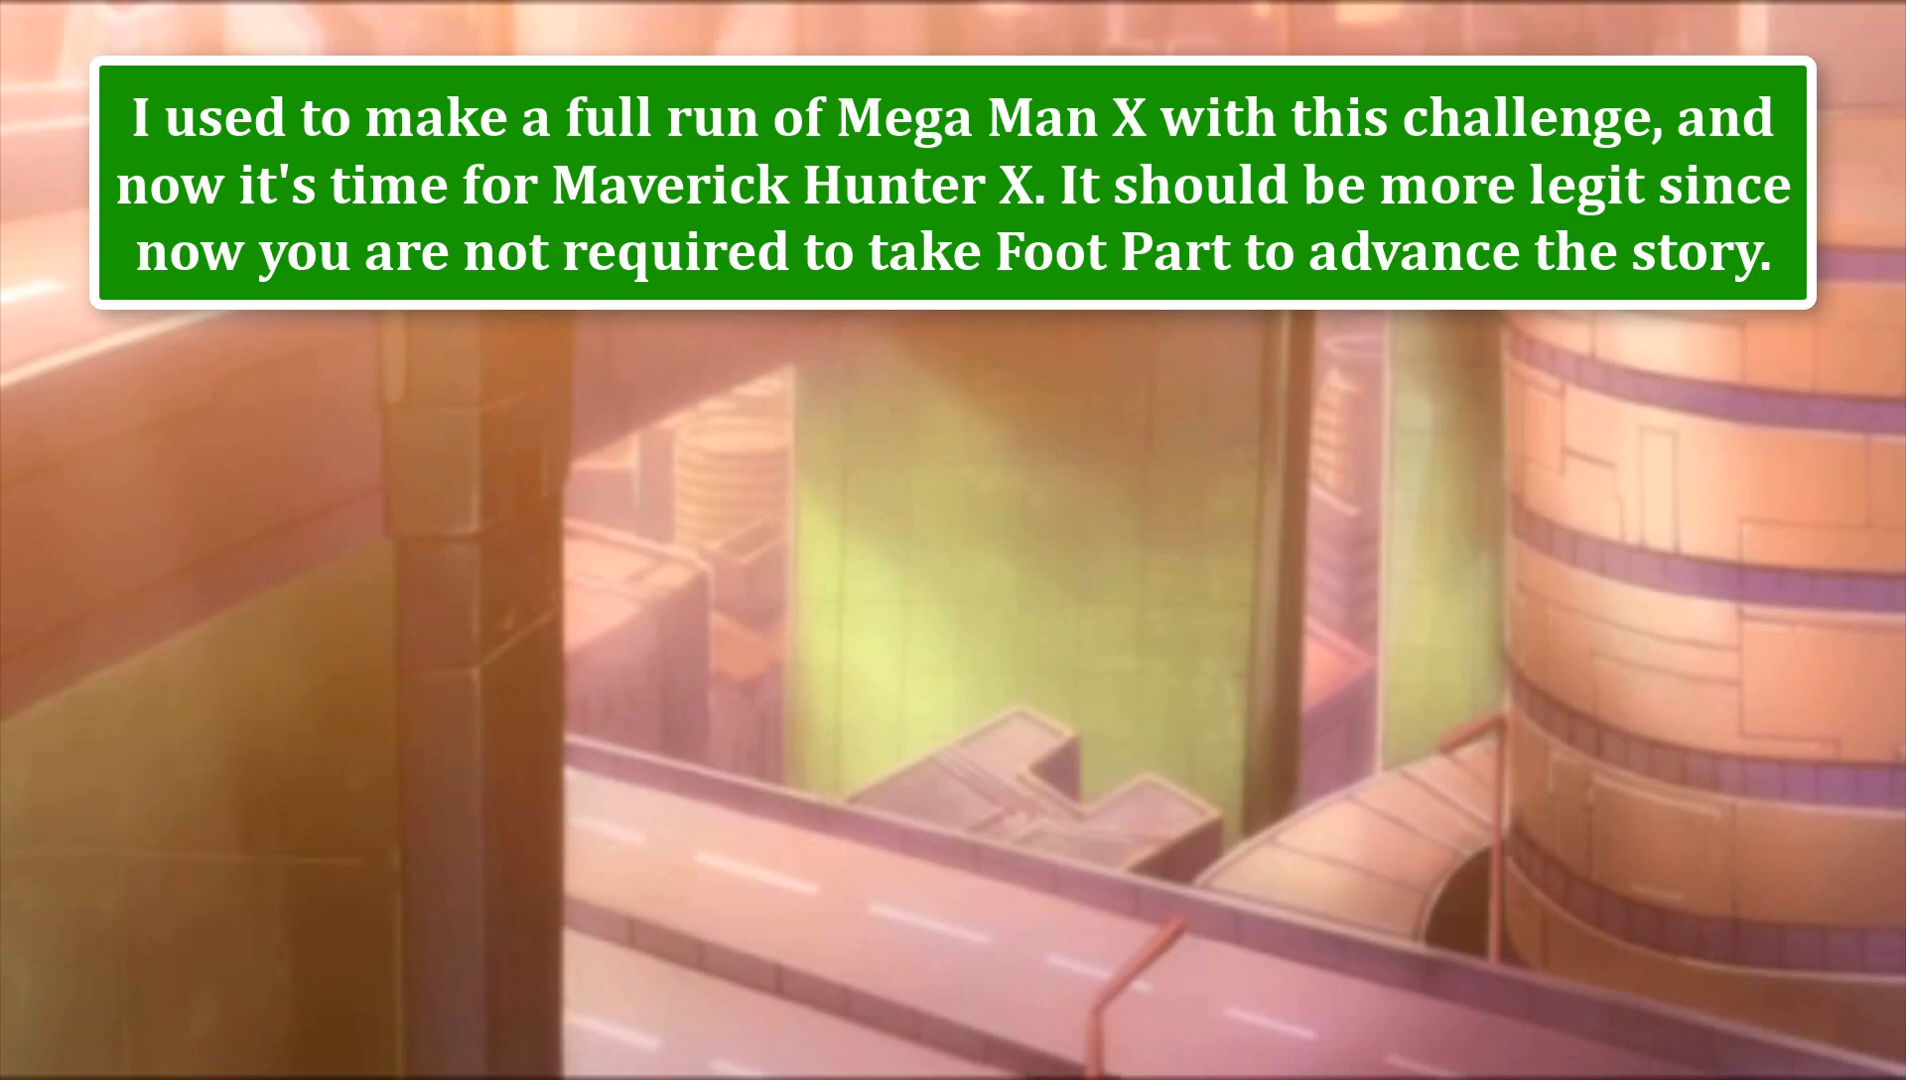 I used to make a full run of Mega Man X with this challenge, and
now it's time for Maverick Hunter X. It should be more legit since
now you are not required to take Foot Part to advance the story.